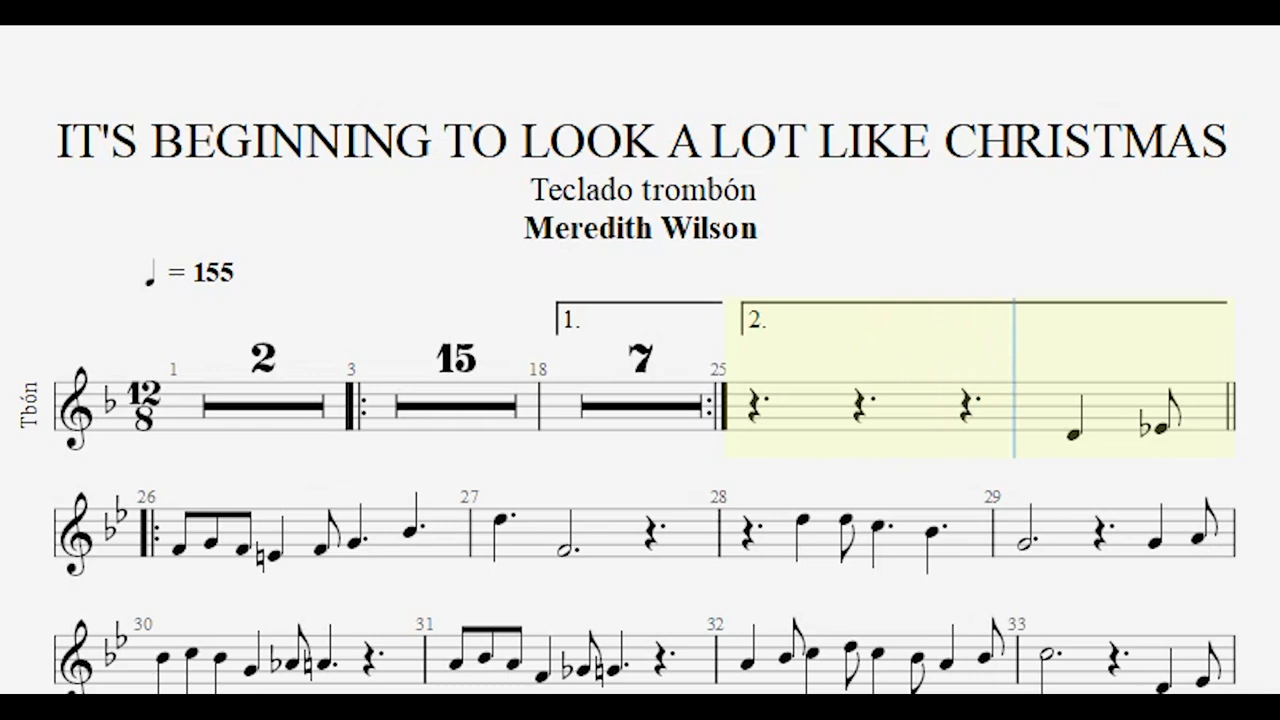 IT'S BEGINNING TO LOOK A LOT LIKE CHRISTMAS
Teclado trombón
Meredith Wilson
♩ = 155
1. 2.
2 15 7
1 3 18 25
Tbón
12
8
26 27 28 29
30 31 32 33